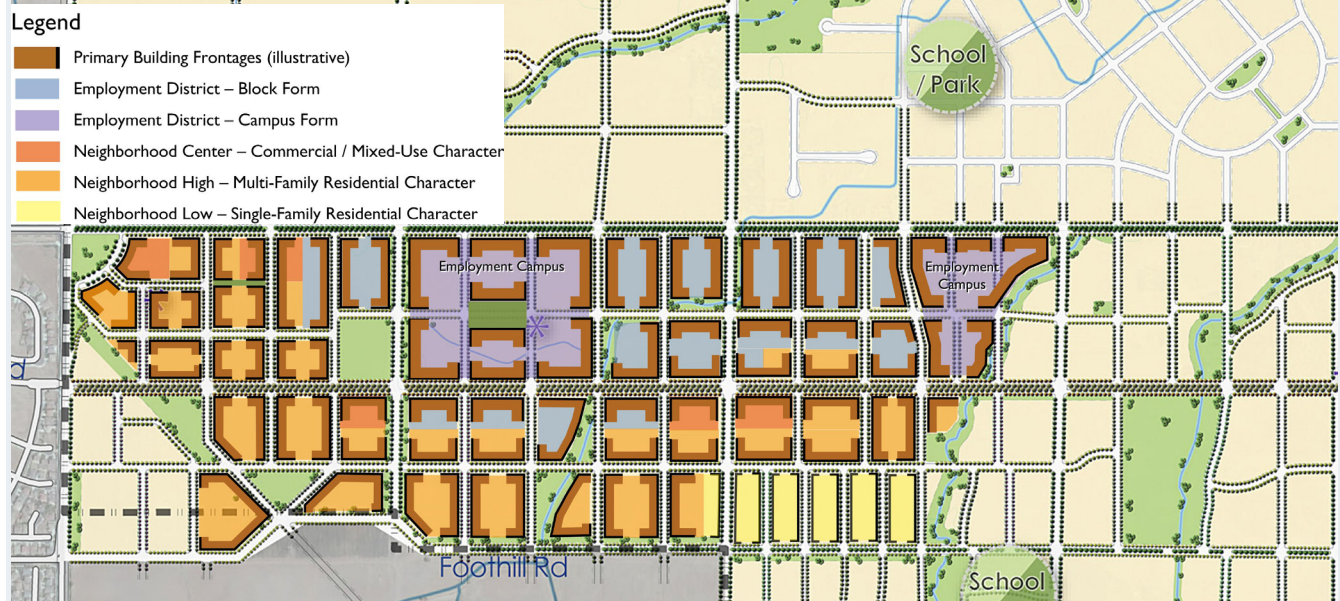 Legend
Primary Building Frontages (illustrative)
Employment District – Block Form
Employment District – Campus Form
Neighborhood Center – Commercial / Mixed-Use Character
Neighborhood High – Multi-Family Residential Character
Neighborhood Low – Single-Family Residential Character
School
/ Park
Employment Campus
Employment
Campus
d
Foothill Rd
School